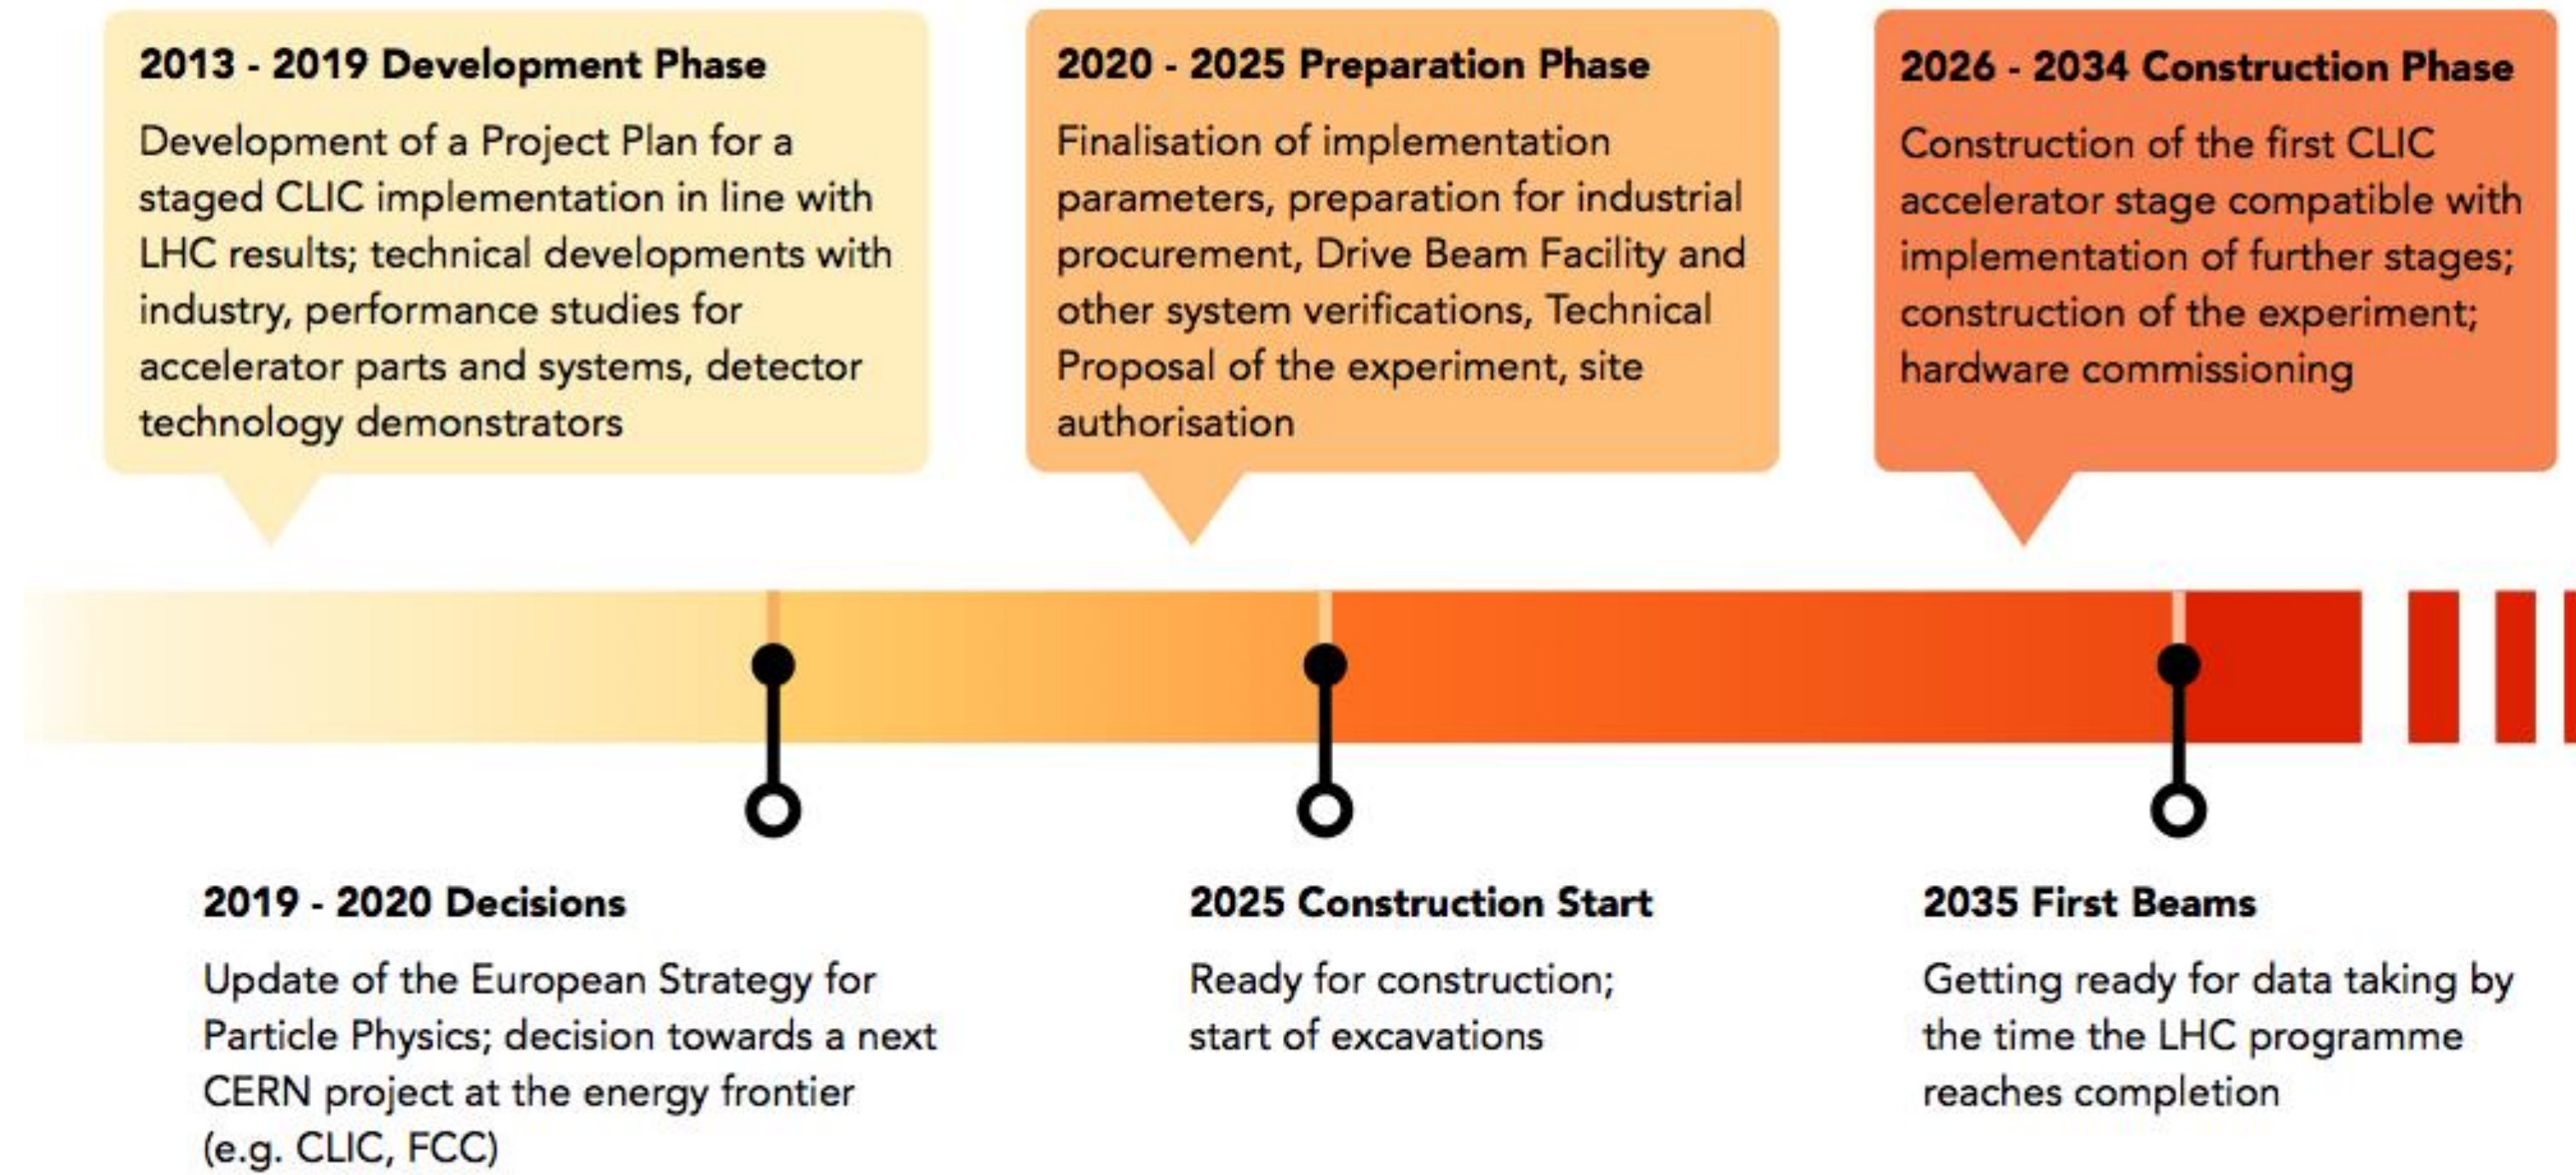 2013 - 2019 Development Phase
Development of a Project Plan for a
staged CLIC implementation in line with
LHC results; technical developments with
industry, performance studies for
accelerator parts and systems, detector
technology demonstrators
2020 - 2025 Preparation Phase
Finalisation of implementation
parameters, preparation for industrial
procurement, Drive Beam Facility and
other system verifications, Technical
Proposal of the experiment, site
authorisation
2026 - 2034 Construction Phase
Construction of the first CLIC
accelerator stage compatible with
implementation of further stages;
construction of the experiment;
hardware commissioning
2019 - 2020 Decisions
Update of the European Strategy for
Particle Physics; decision towards a next
CERN project at the energy frontier
(e.g. CLIC, FCC)
2025 Construction Start
Ready for construction;
start of excavations
2035 First Beams
Getting ready for data taking by
the time the LHC programme
reaches completion